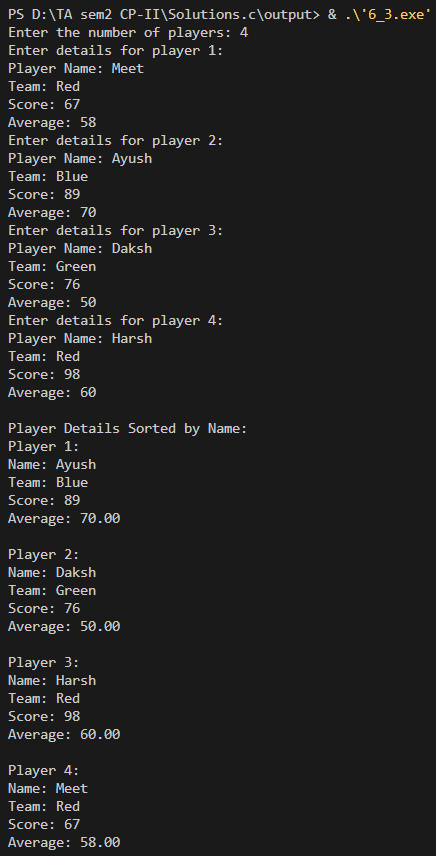 PS D:\TA sem2 CP-II\Solutions.c\output> & .\'6_3.exe'
Enter the number of players: 4
Enter details for player 1:
Player Name: Meet
Team: Red
Score: 67
Average: 58
Enter details for player 2:
Player Name: Ayush
Team: Blue
Score: 89
Average: 70
Enter details for player 3:
Player Name: Daksh
Team: Green
Score: 76
Average: 50
Enter details for player 4:
Player Name: Harsh
Team: Red
Score: 98
Average: 60

Player Details Sorted by Name:
Player 1:
Name: Ayush
Team: Blue
Score: 89
Average: 70.00

Player 2:
Name: Daksh
Team: Green
Score: 76
Average: 50.00

Player 3:
Name: Harsh
Team: Red
Score: 98
Average: 60.00

Player 4:
Name: Meet
Team: Red
Score: 67
Average: 58.00